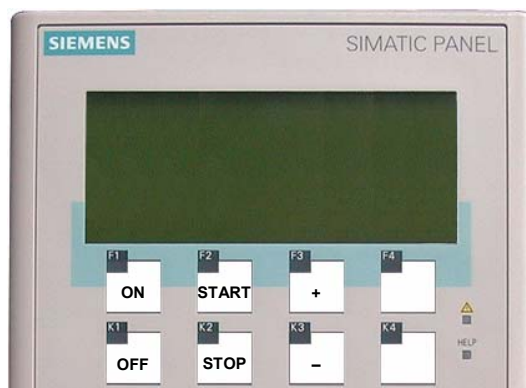 SIEMENS SIMATIC PANEL
F1 F2 F3 F4
ON START +
K1 K2 K3 K4
HELP
OFF STOP –